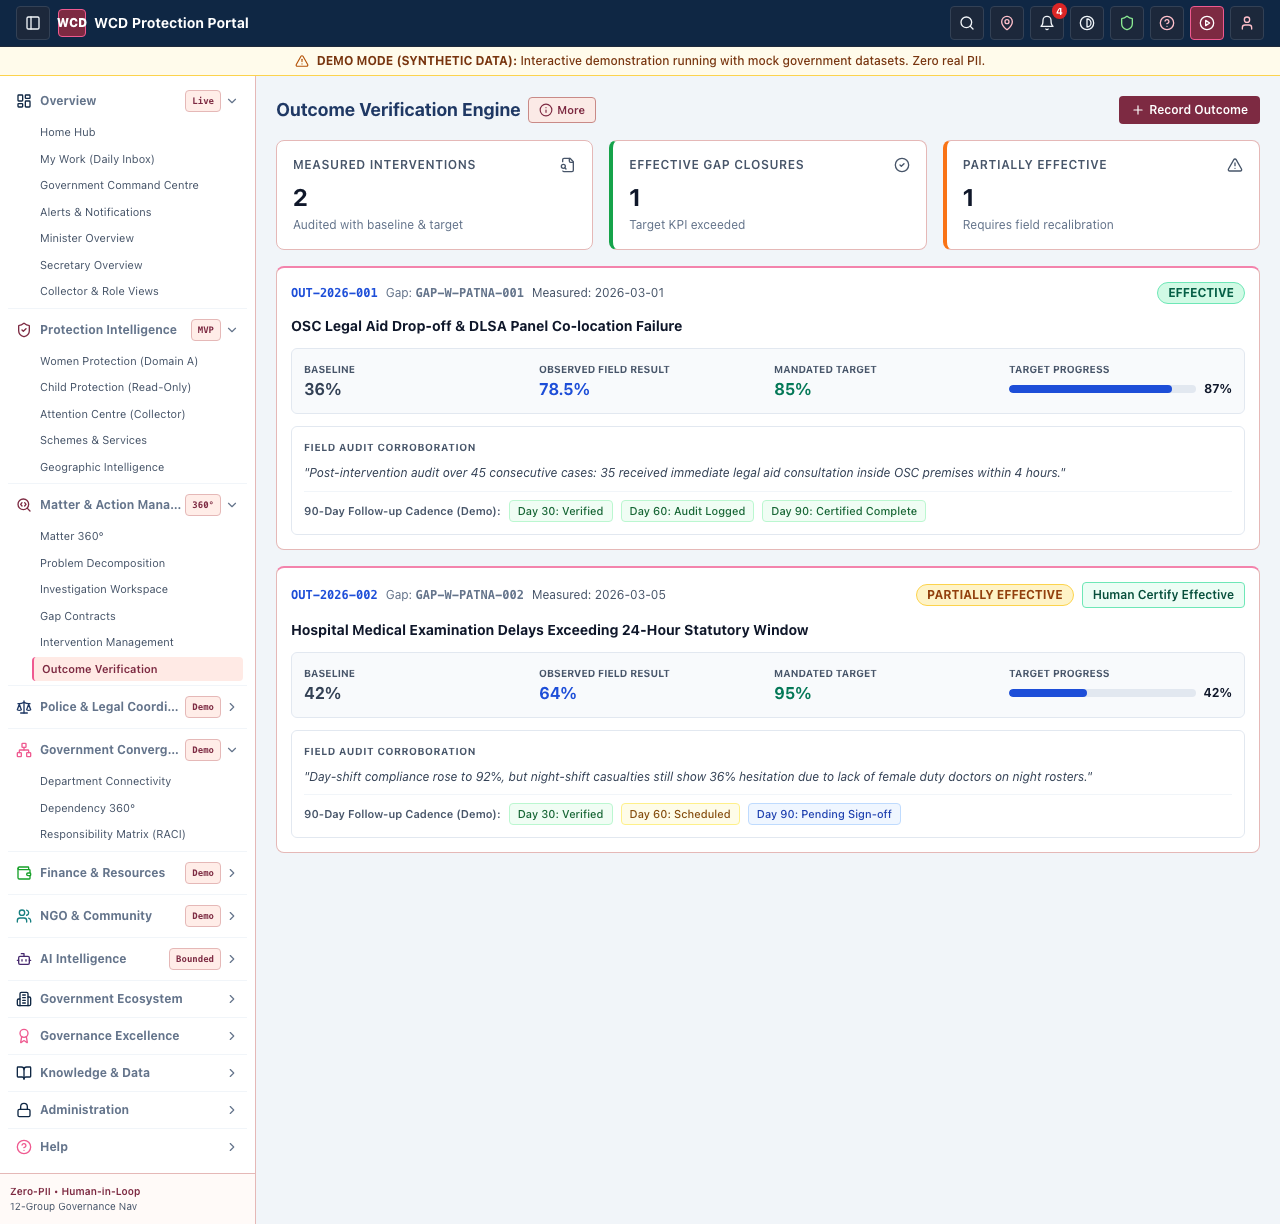 WCD WCD Protection Portal
4
DEMO MODE (SYNTHETIC DATA): Interactive demonstration running with mock government datasets. Zero real PII.
Overview Live
Home Hub
My Work (Daily Inbox)
Government Command Centre
Alerts & Notifications
Minister Overview
Secretary Overview
Collector & Role Views
Protection Intelligence MVP
Women Protection (Domain A)
Child Protection (Read-Only)
Attention Centre (Collector)
Schemes & Services
Geographic Intelligence
Matter & Action Mana... 360°
Matter 360°
Problem Decomposition
Investigation Workspace
Gap Contracts
Intervention Management
Outcome Verification
Police & Legal Coordi... Demo
Government Converg... Demo
Department Connectivity
Dependency 360°
Responsibility Matrix (RACI)
Finance & Resources Demo
NGO & Community Demo
AI Intelligence Bounded
Government Ecosystem
Governance Excellence
Knowledge & Data
Administration
Help
Zero-PII • Human-in-Loop
12-Group Governance Nav
Outcome Verification Engine More
Record Outcome
MEASURED INTERVENTIONS
2
Audited with baseline & target
EFFECTIVE GAP CLOSURES
1
Target KPI exceeded
PARTIALLY EFFECTIVE
1
Requires field recalibration
OUT-2026-001 Gap: GAP-W-PATNA-001 Measured: 2026-03-01 EFFECTIVE
OSC Legal Aid Drop-off & DLSA Panel Co-location Failure
BASELINE OBSERVED FIELD RESULT MANDATED TARGET TARGET PROGRESS
36% 78.5% 85% 87%
FIELD AUDIT CORROBORATION
"Post-intervention audit over 45 consecutive cases: 35 received immediate legal aid consultation inside OSC premises within 4 hours."
90-Day Follow-up Cadence (Demo): Day 30: Verified Day 60: Audit Logged Day 90: Certified Complete
OUT-2026-002 Gap: GAP-W-PATNA-002 Measured: 2026-03-05 PARTIALLY EFFECTIVE Human Certify Effective
Hospital Medical Examination Delays Exceeding 24-Hour Statutory Window
BASELINE OBSERVED FIELD RESULT MANDATED TARGET TARGET PROGRESS
42% 64% 95% 42%
FIELD AUDIT CORROBORATION
"Day-shift compliance rose to 92%, but night-shift casualties still show 36% hesitation due to lack of female duty doctors on night rosters."
90-Day Follow-up Cadence (Demo): Day 30: Verified Day 60: Scheduled Day 90: Pending Sign-off